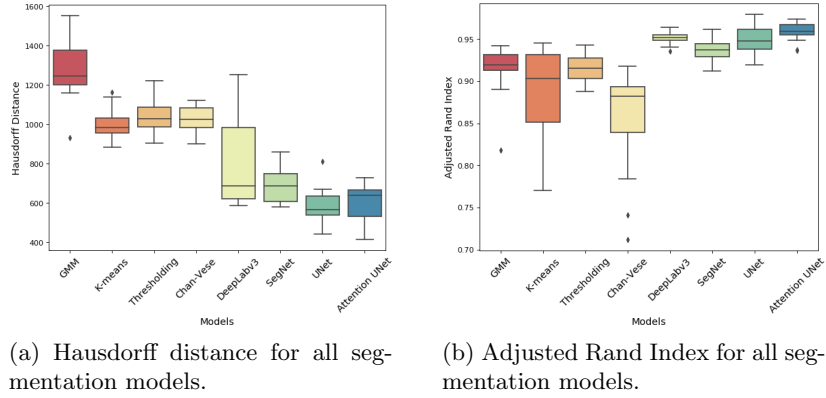 1600
1400
1200
1000
800
600
400
Hausdorff Distance
GMM
K-means
Thresholding
Chan-Vese
DeepLabv3
SegNet
UNet
Attention UNet
Models
0.95
0.90
0.85
0.80
0.75
0.70
Adjusted Rand Index
GMM
K-means
Thresholding
Chan-Vese
DeepLabv3
SegNet
UNet
Attention UNet
Models
(a) Hausdorff distance for all seg-
mentation models.
(b) Adjusted Rand Index for all seg-
mentation models.